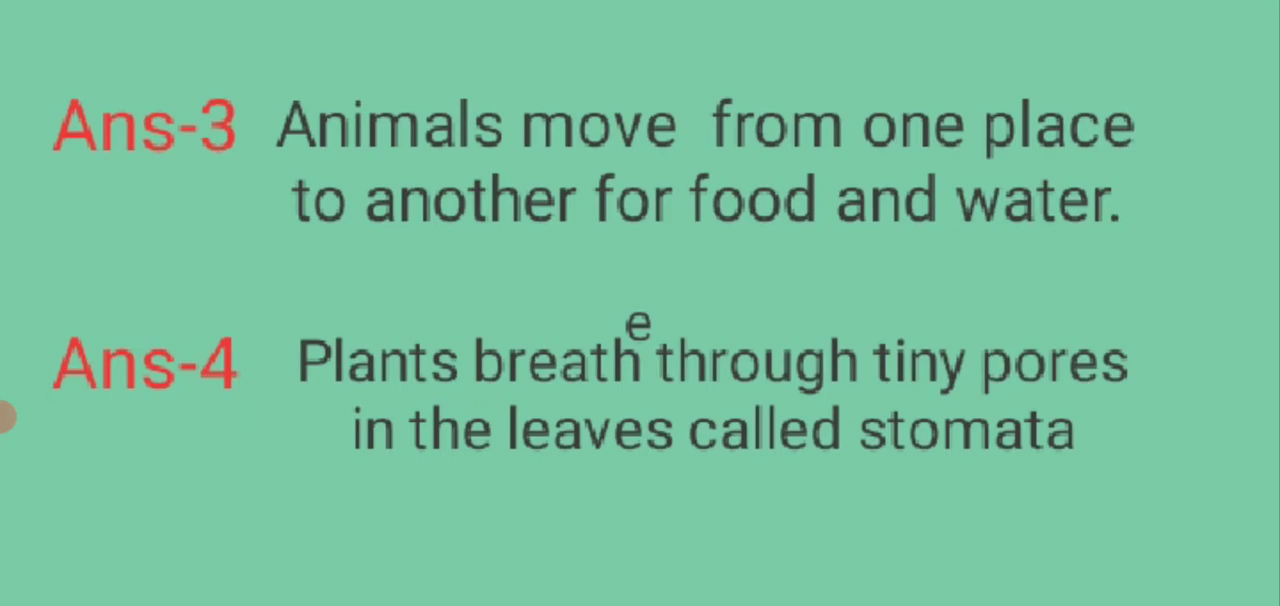 Ans-3 Animals move from one place
to another for food and water.
Ans-4 Plants breathe through tiny pores
in the leaves called stomata